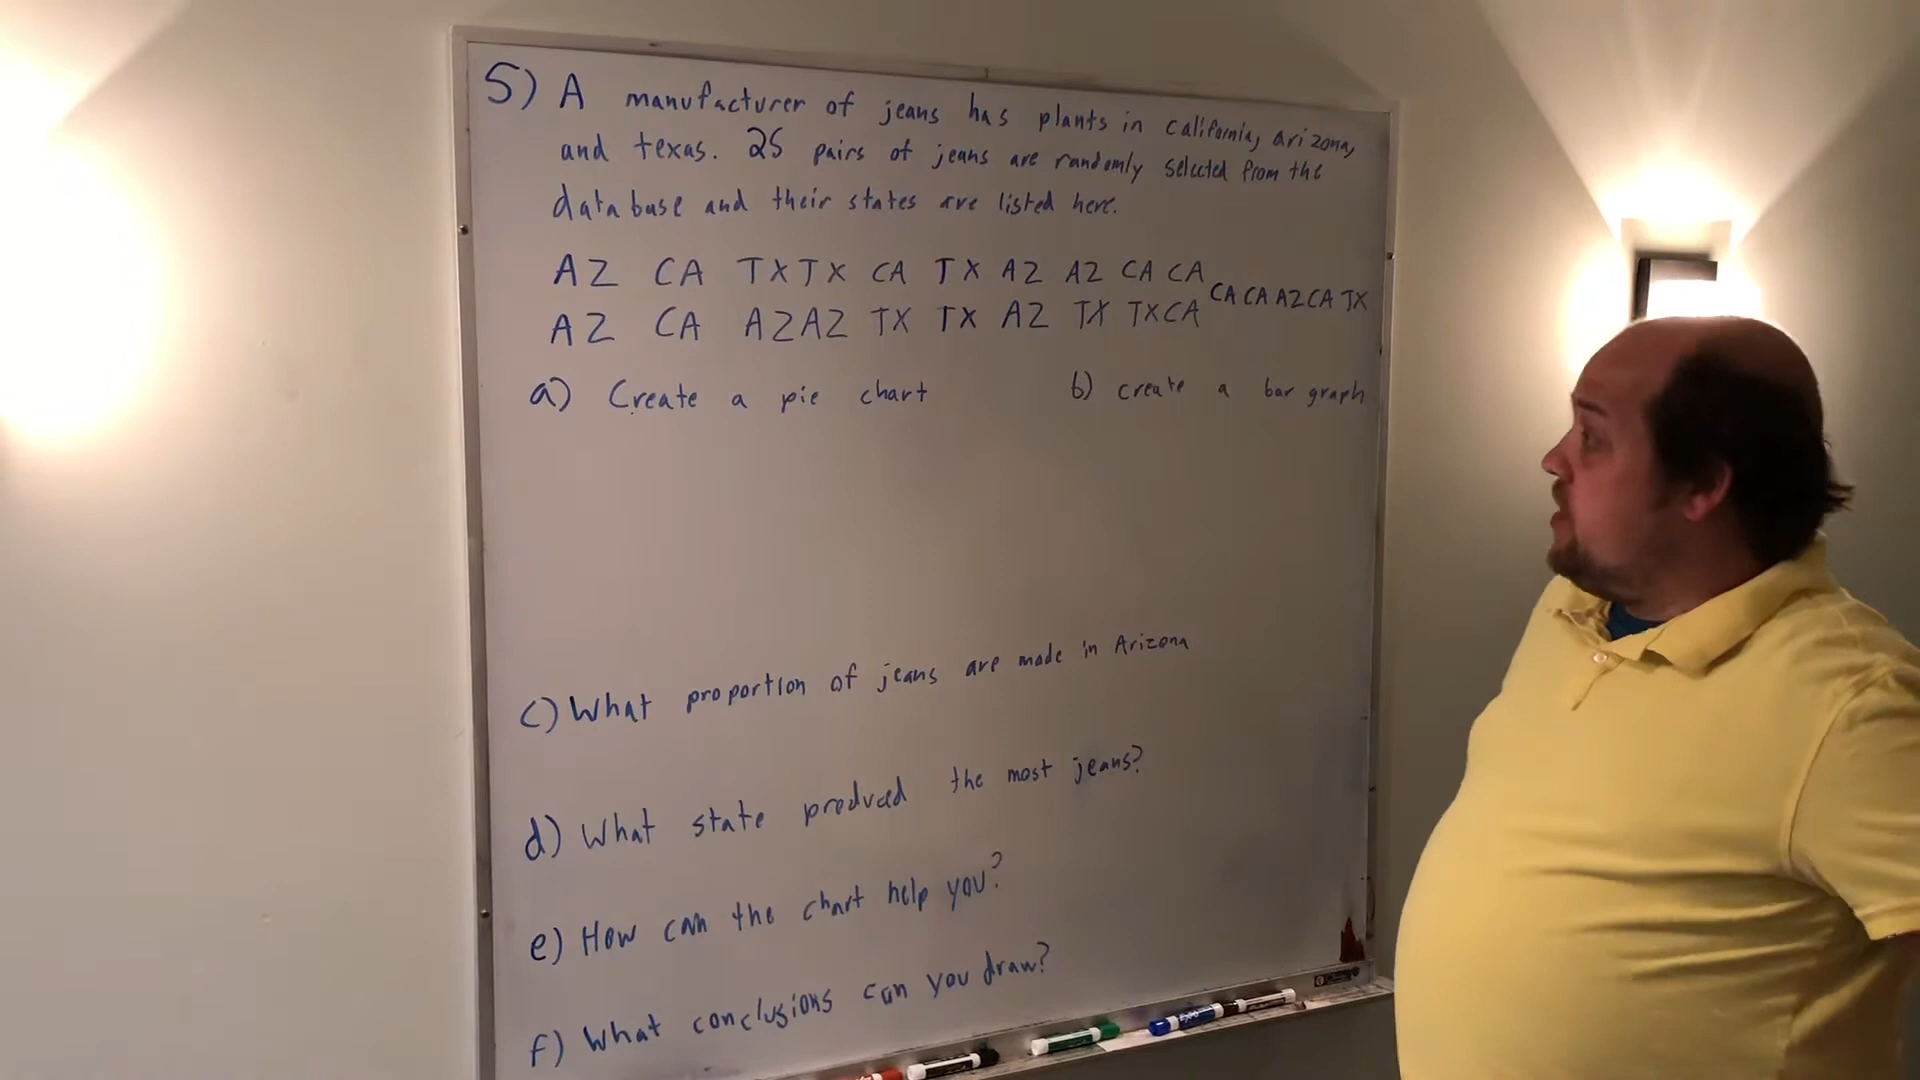 5) A manufacturer of jeans has plants in california, arizona,
and texas. 25 pairs of jeans are randomly selected from the
database and their states are listed here.
AZ CA TX TX CA TX AZ AZ CA CA
CA CA AZ CA TX
AZ CA AZ AZ TX TX AZ TX TX CA
a) Create a pie chart
b) create a bar graph
c) What proportion of jeans are made in Arizona
d) What state produced the most jeans?
e) How can the chart help you?
f) What conclusions can you draw?
EXPO